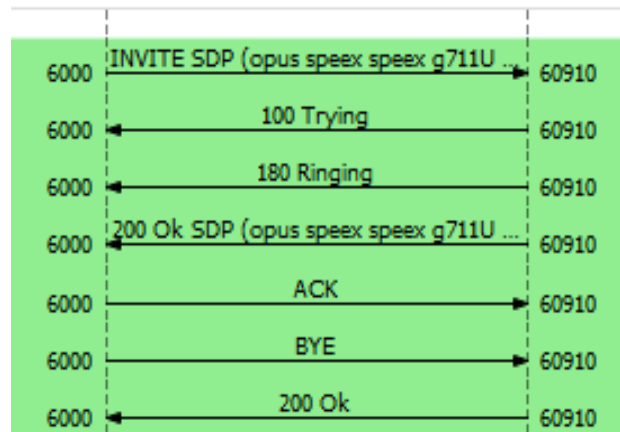 INVITE SDP (opus speex speex g711U ...
6000 60910
100 Trying
6000 60910
180 Ringing
6000 60910
200 Ok SDP (opus speex speex g711U ...
6000 60910
ACK
6000 60910
BYE
6000 60910
200 Ok
6000 60910